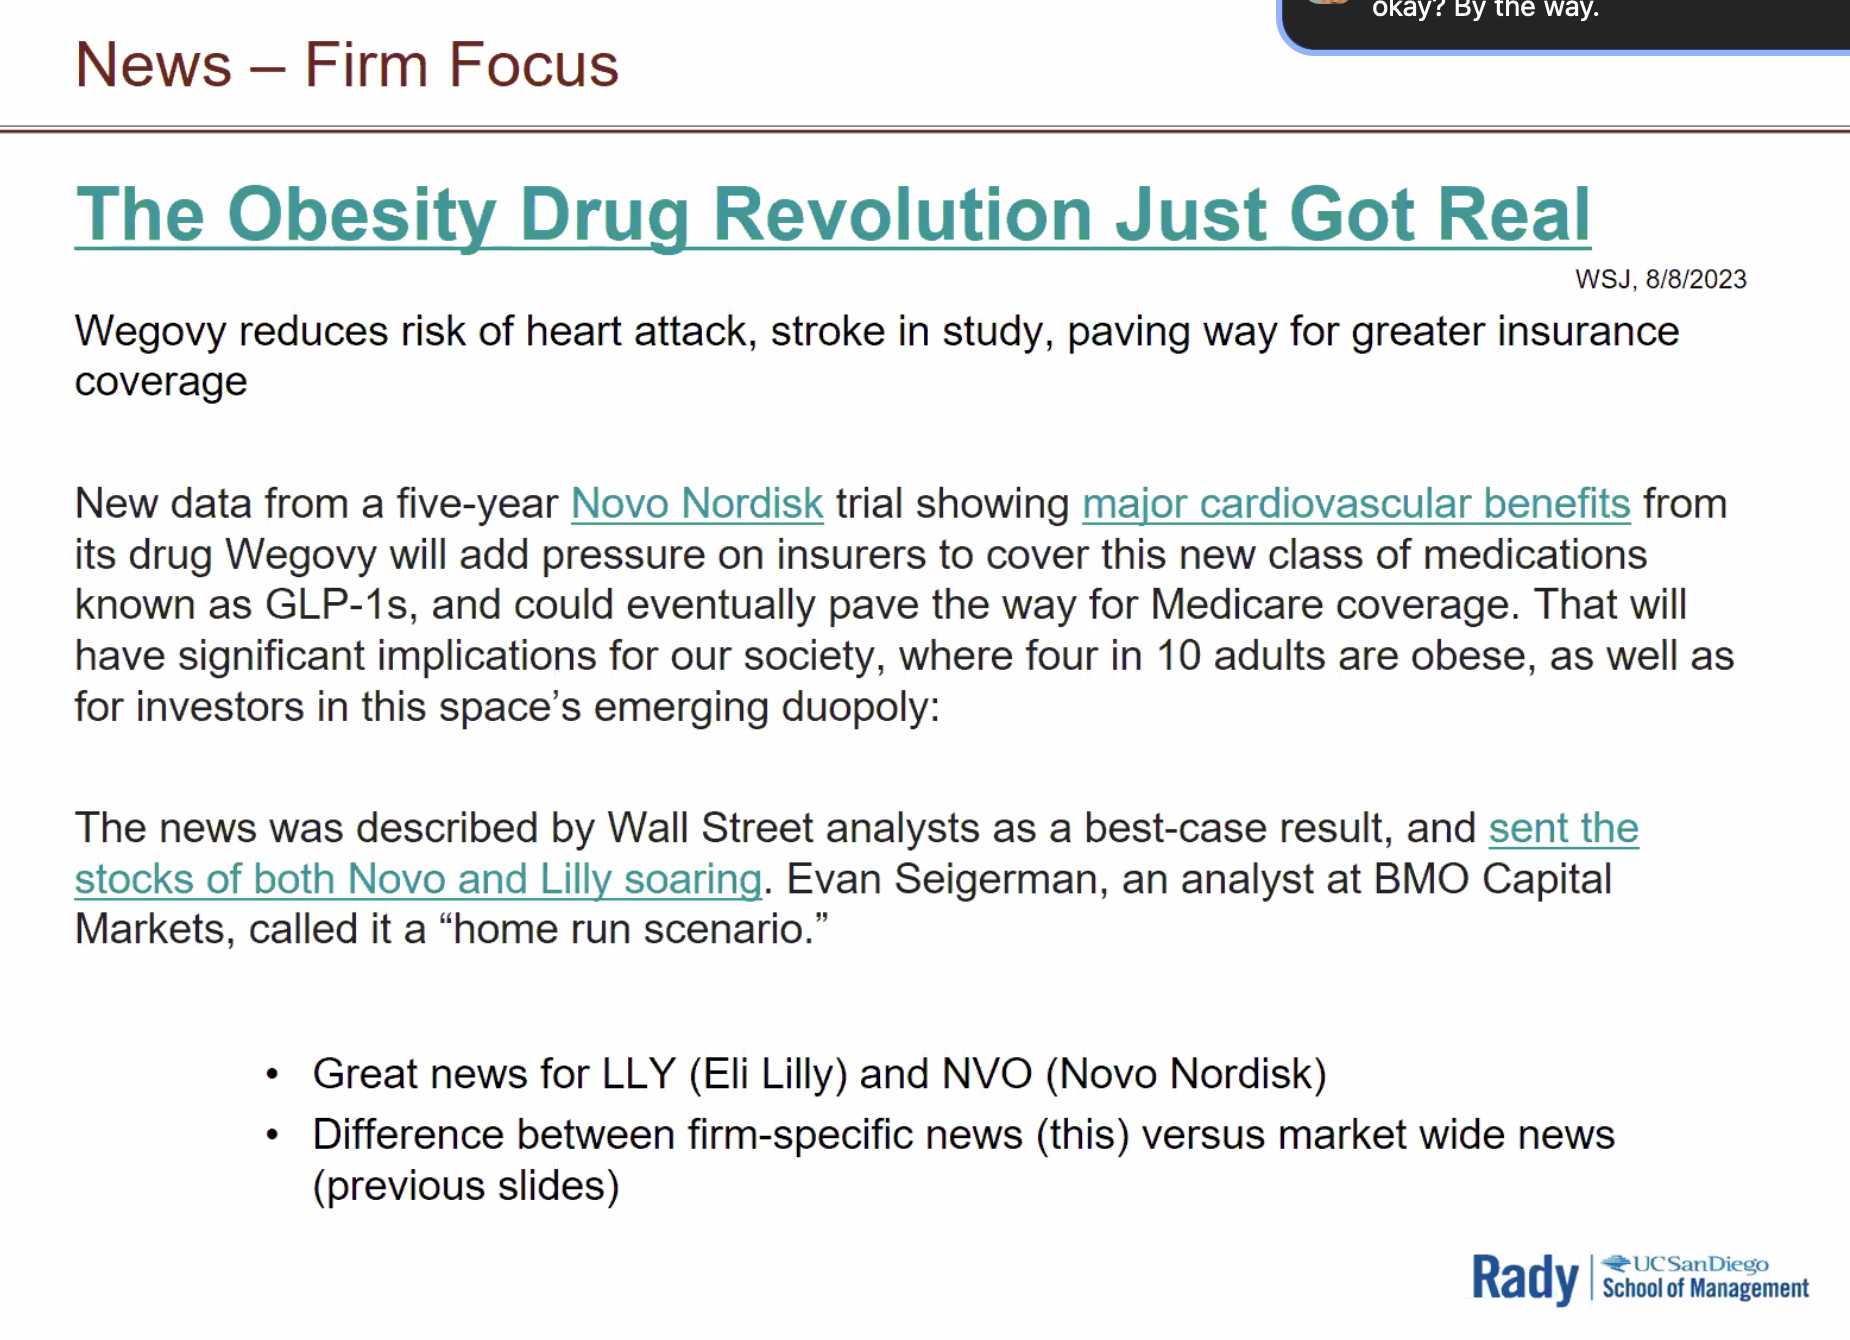 okay? By the way.
News – Firm Focus
The Obesity Drug Revolution Just Got Real
WSJ, 8/8/2023
Wegovy reduces risk of heart attack, stroke in study, paving way for greater insurance
coverage
New data from a five-year Novo Nordisk trial showing major cardiovascular benefits from
its drug Wegovy will add pressure on insurers to cover this new class of medications
known as GLP-1s, and could eventually pave the way for Medicare coverage. That will
have significant implications for our society, where four in 10 adults are obese, as well as
for investors in this space’s emerging duopoly:
The news was described by Wall Street analysts as a best-case result, and sent the
stocks of both Novo and Lilly soaring. Evan Seigerman, an analyst at BMO Capital
Markets, called it a “home run scenario.”
• Great news for LLY (Eli Lilly) and NVO (Novo Nordisk)
• Difference between firm-specific news (this) versus market wide news
(previous slides)
Rady
UC San Diego
School of Management